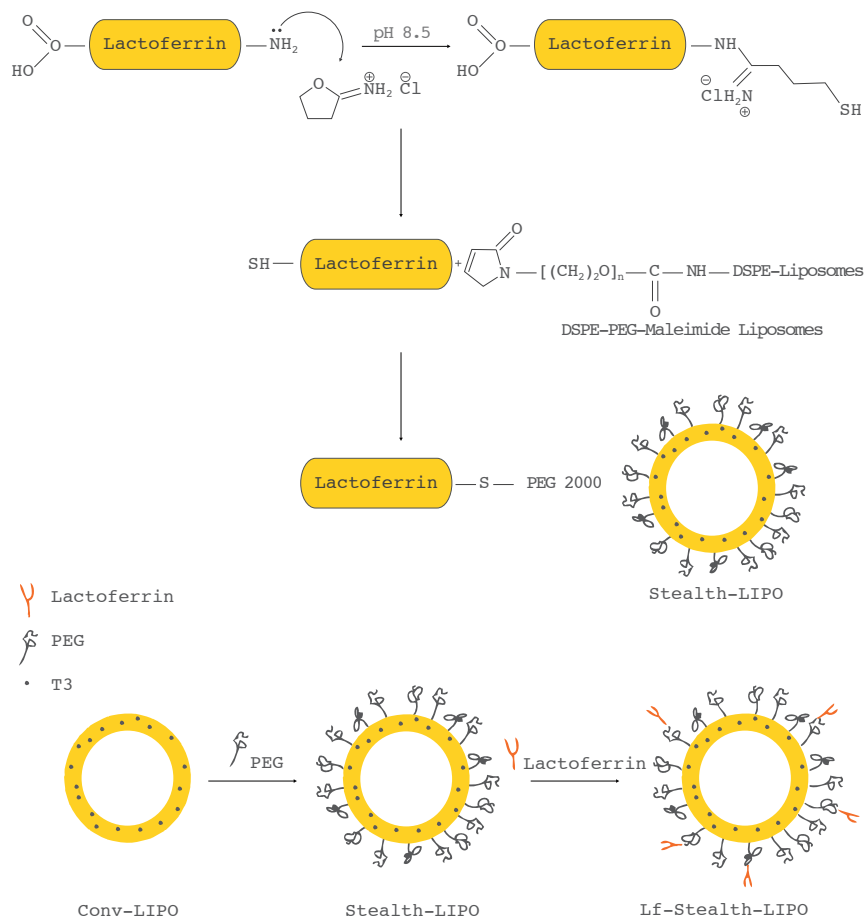 O
O
HO
Lactoferrin
NH2
pH 8.5
O
NH2 Cl
⊕ ⊖
O
O
HO
Lactoferrin
NH
⊖
ClH2N
⊕
SH
SH
Lactoferrin
+
O
N
[(CH2)2O]n
C
NH
DSPE-Liposomes
O
DSPE-PEG-Maleimide Liposomes
Lactoferrin
S
PEG 2000
Stealth-LIPO
Lactoferrin
PEG
T3
PEG
Lactoferrin
Conv-LIPO
Stealth-LIPO
Lf-Stealth-LIPO